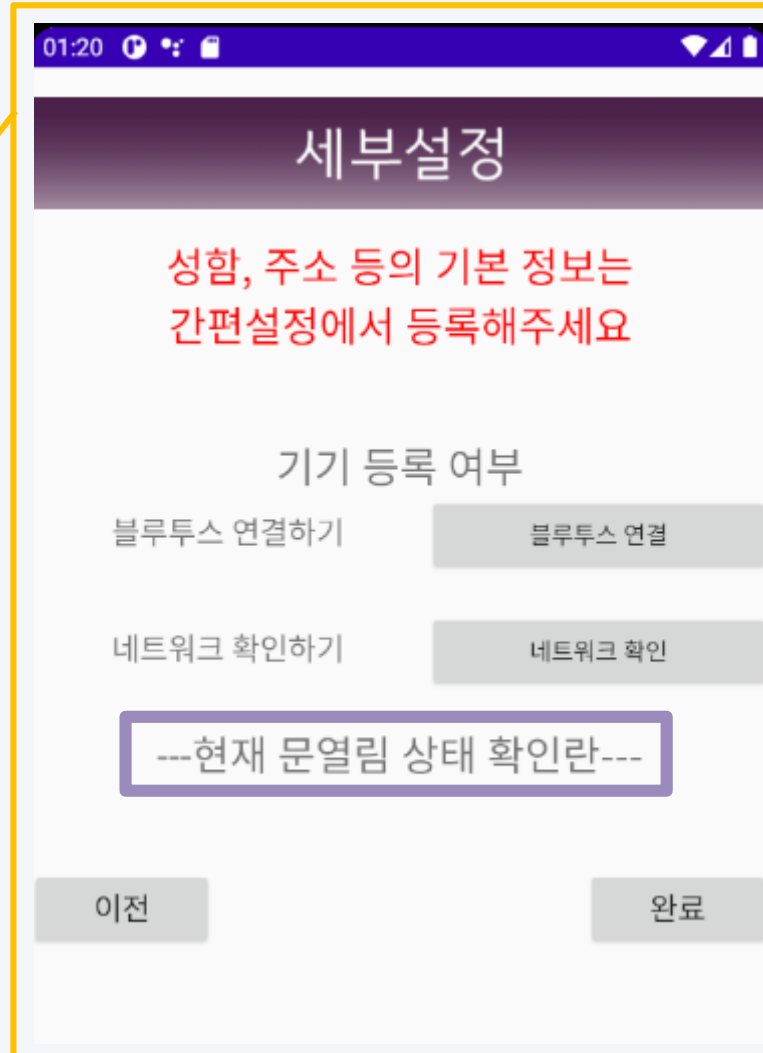 01:20
세부설정
성함, 주소 등의 기본 정보는
간편설정에서 등록해주세요
기기 등록 여부
블루투스 연결하기 블루투스 연결
네트워크 확인하기 네트워크 확인
---현재 문열림 상태 확인란---
이전 완료